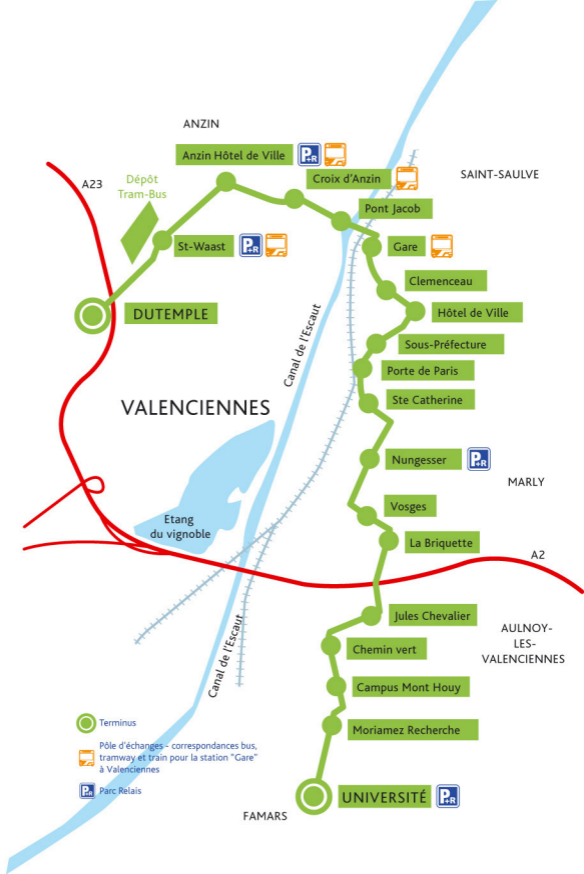 ANZIN
Anzin Hôtel de Ville
P+R
Croix d'Anzin
SAINT-SAULVE
A23
Dépôt
Tram-Bus
Pont Jacob
St-Waast
P+R
Gare
Clemenceau
DUTEMPLE
Hôtel de Ville
Canal de l'Escaut
Sous-Préfecture
Porte de Paris
VALENCIENNES
Ste Catherine
Nungesser
P+R
MARLY
Vosges
Etang
du vignoble
La Briquette
A2
Jules Chevalier
AULNOY-
LES-
VALENCIENNES
Chemin vert
Canal de l'Escaut
Campus Mont Houy
Moriamez Recherche
Terminus
Pôle d'échanges - correspondances bus,
tramway et train pour la station "Gare"
à Valenciennes
P+R
Parc Relais
UNIVERSITÉ
P+R
FAMARS